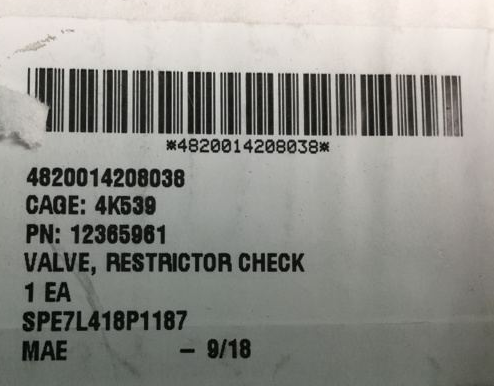 *4820014208038*
4820014208038
CAGE: 4K539
PN: 12365961
VALVE, RESTRICTOR CHECK
1 EA
SPE7L418P1187
MAE – 9/18